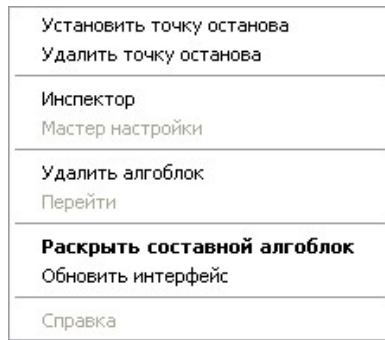 Установить точку останова
Удалить точку останова
Инспектор
Мастер настройки
Удалить алгоблок
Перейти
Раскрыть составной алгоблок
Обновить интерфейс
Справка